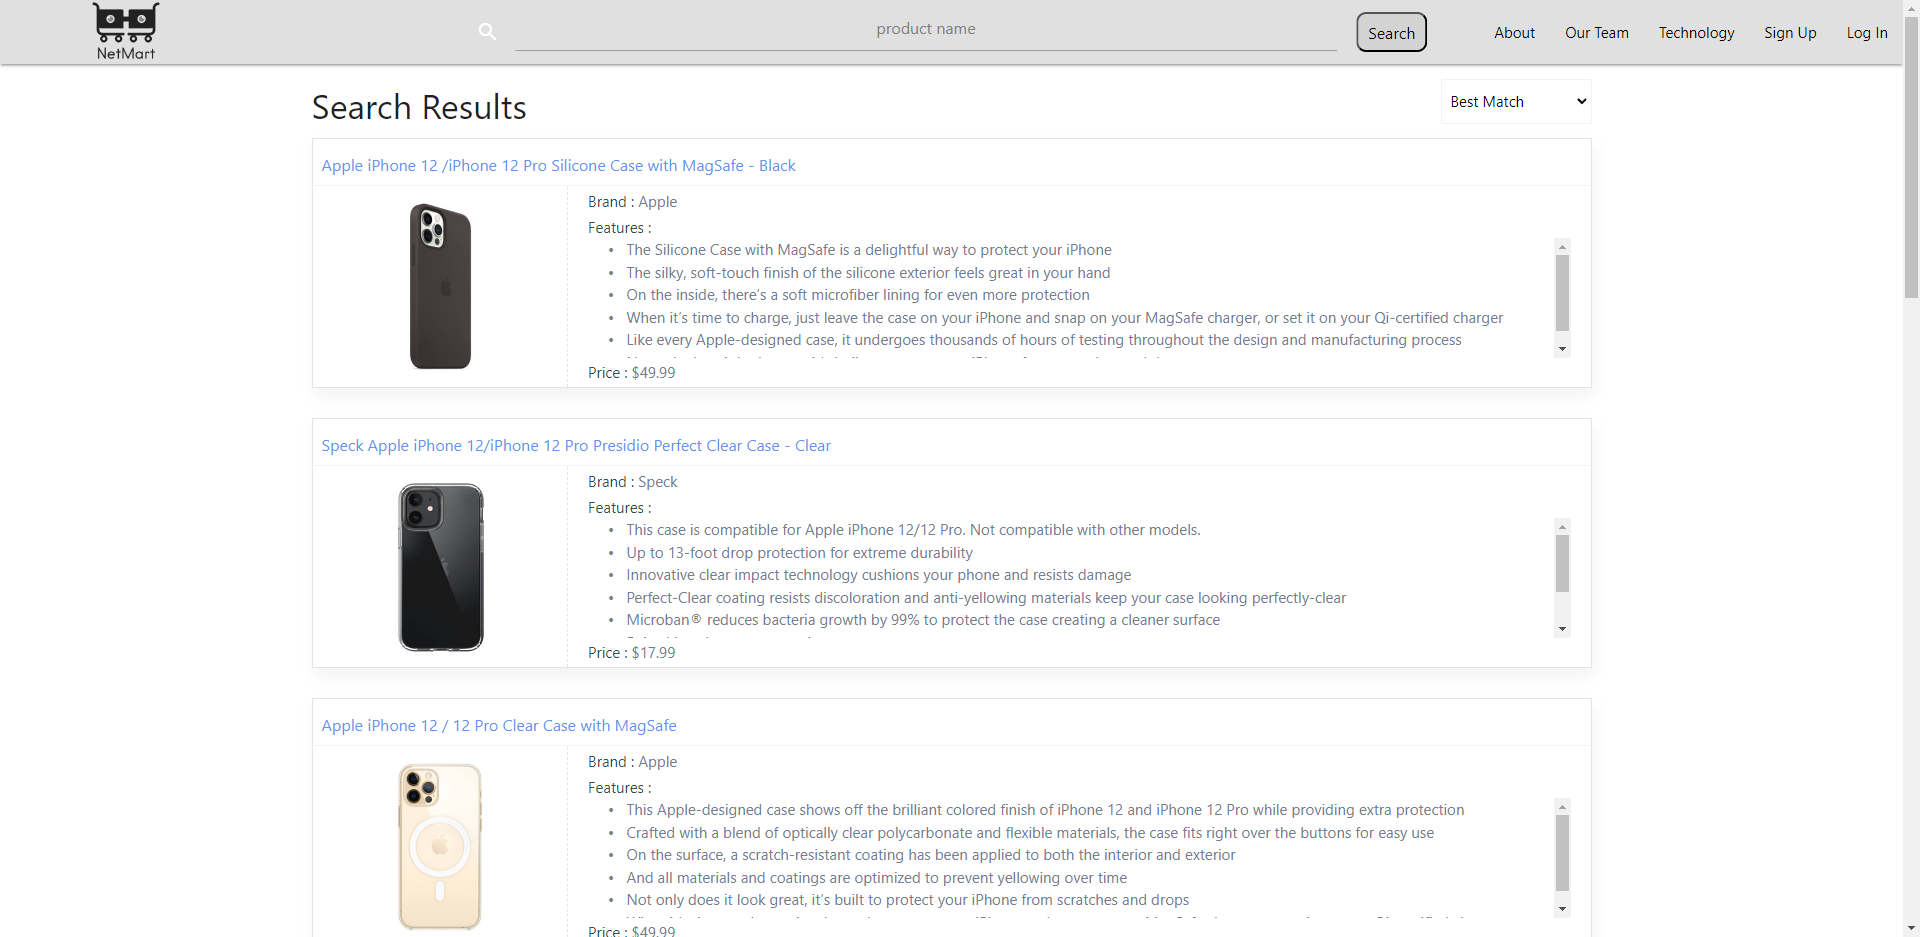 NetMart
product name
Search
About
Our Team
Technology
Sign Up
Log In
Search Results
Best Match
Apple iPhone 12 /iPhone 12 Pro Silicone Case with MagSafe - Black
Brand : Apple
Features :
• The Silicone Case with MagSafe is a delightful way to protect your iPhone
• The silky, soft-touch finish of the silicone exterior feels great in your hand
• On the inside, there’s a soft microfiber lining for even more protection
• When it’s time to charge, just leave the case on your iPhone and snap on your MagSafe charger, or set it on your Qi-certified charger
• Like every Apple-designed case, it undergoes thousands of hours of testing throughout the design and manufacturing process
Price : $49.99
Speck Apple iPhone 12/iPhone 12 Pro Presidio Perfect Clear Case - Clear
Brand : Speck
Features :
• This case is compatible for Apple iPhone 12/12 Pro. Not compatible with other models.
• Up to 13-foot drop protection for extreme durability
• Innovative clear impact technology cushions your phone and resists damage
• Perfect-Clear coating resists discoloration and anti-yellowing materials keep your case looking perfectly-clear
• Microban® reduces bacteria growth by 99% to protect the case creating a cleaner surface
Price : $17.99
Apple iPhone 12 / 12 Pro Clear Case with MagSafe
Brand : Apple
Features :
• This Apple-designed case shows off the brilliant colored finish of iPhone 12 and iPhone 12 Pro while providing extra protection
• Crafted with a blend of optically clear polycarbonate and flexible materials, the case fits right over the buttons for easy use
• On the surface, a scratch-resistant coating has been applied to both the interior and exterior
• And all materials and coatings are optimized to prevent yellowing over time
• Not only does it look great, it’s built to protect your iPhone from scratches and drops
Price : $49.99